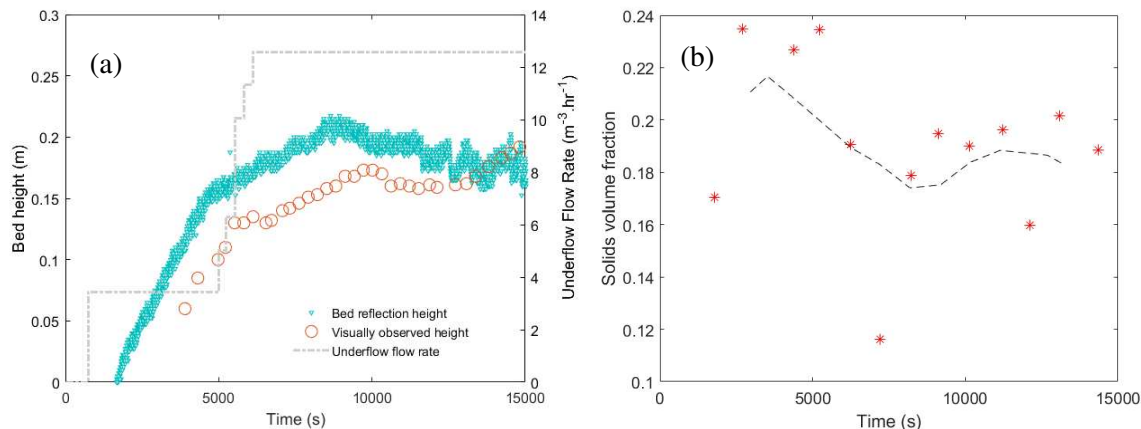 (a)
0.3
0.25
0.2
0.15
0.1
0.05
0
Bed height (m)
14
12
10
8
6
4
2
0
Underflow Flow Rate (m⁻³.hr⁻¹)
Bed reflection height
Visually observed height
Underflow flow rate
0 5000 10000 15000
Time (s)
(b)
0.24
0.22
0.2
0.18
0.16
0.14
0.12
0.1
Solids volume fraction
0 5000 10000 15000
Time (s)